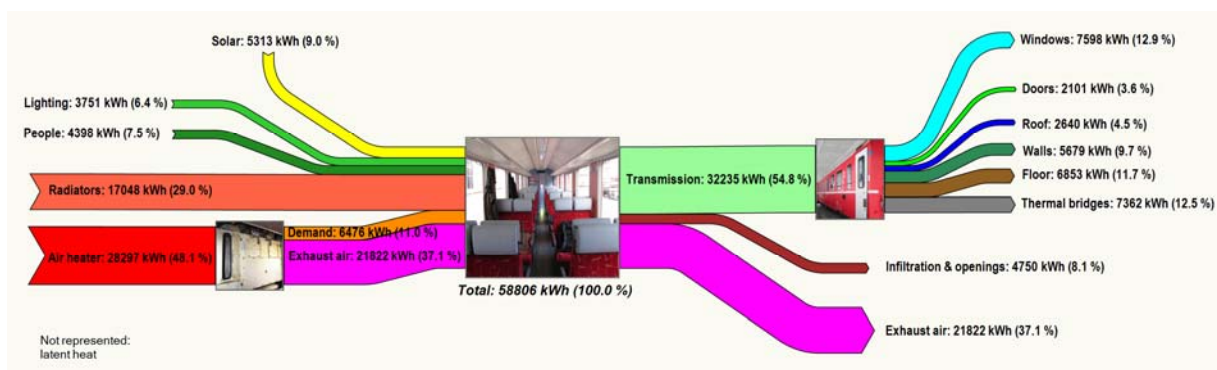 Solar: 5313 kWh (9.0 %)
Lighting: 3751 kWh (6.4 %)
People: 4398 kWh (7.5 %)
Radiators: 17048 kWh (29.0 %)
Air heater: 28297 kWh (48.1 %)
Demand: 6476 kWh (11.0 %)
Exhaust air: 21822 kWh (37.1 %)
Total: 58806 kWh (100.0 %)
Transmission: 32235 kWh (54.8 %)
Windows: 7598 kWh (12.9 %)
Doors: 2101 kWh (3.6 %)
Roof: 2640 kWh (4.5 %)
Walls: 5679 kWh (9.7 %)
Floor: 6853 kWh (11.7 %)
Thermal bridges: 7362 kWh (12.5 %)
Infiltration & openings: 4750 kWh (8.1 %)
Exhaust air: 21822 kWh (37.1 %)
Not represented:
latent heat